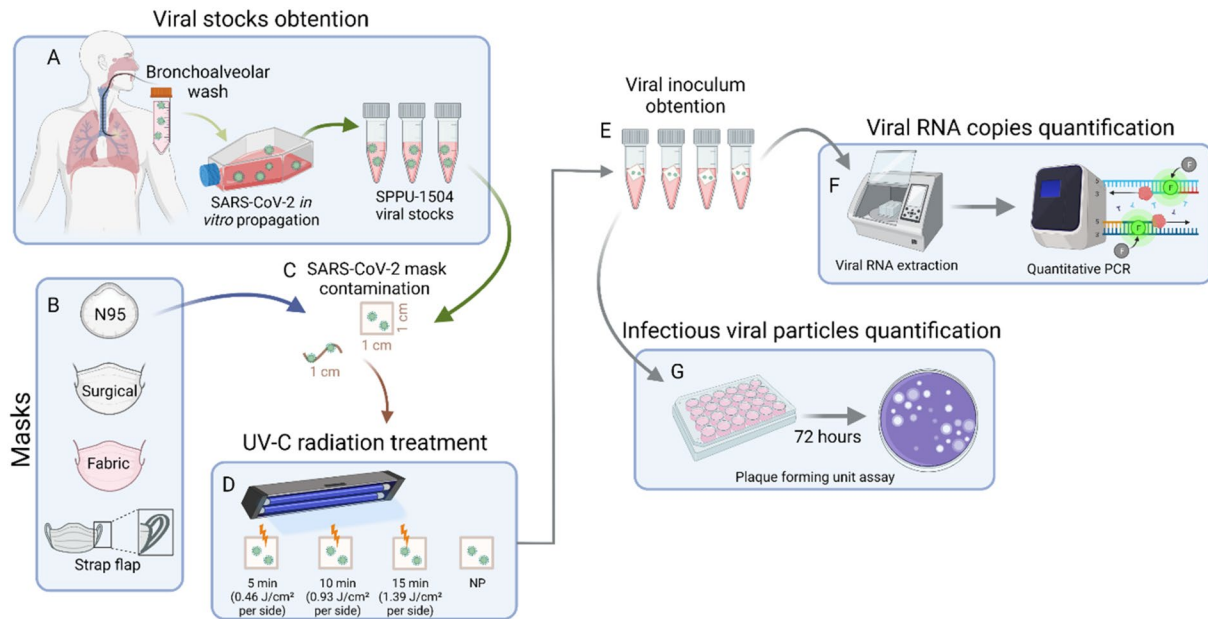 Viral stocks obtention
A
Bronchoalveolar
wash
SARS-CoV-2 in
vitro propagation
SPPU-1504
viral stocks
Masks
B
N95
Surgical
Fabric
Strap flap
C
SARS-CoV-2 mask
contamination
1 cm
1 cm
1 cm
UV-C radiation treatment
D
5 min
(0.46 J/cm²
per side)
10 min
(0.93 J/cm²
per side)
15 min
(1.39 J/cm²
per side)
NP
Viral inoculum
obtention
E
Viral RNA copies quantification
F
Viral RNA extraction
Quantitative PCR
F
F
F
F
5
3
5
3
Infectious viral particles quantification
G
72 hours
Plaque forming unit assay